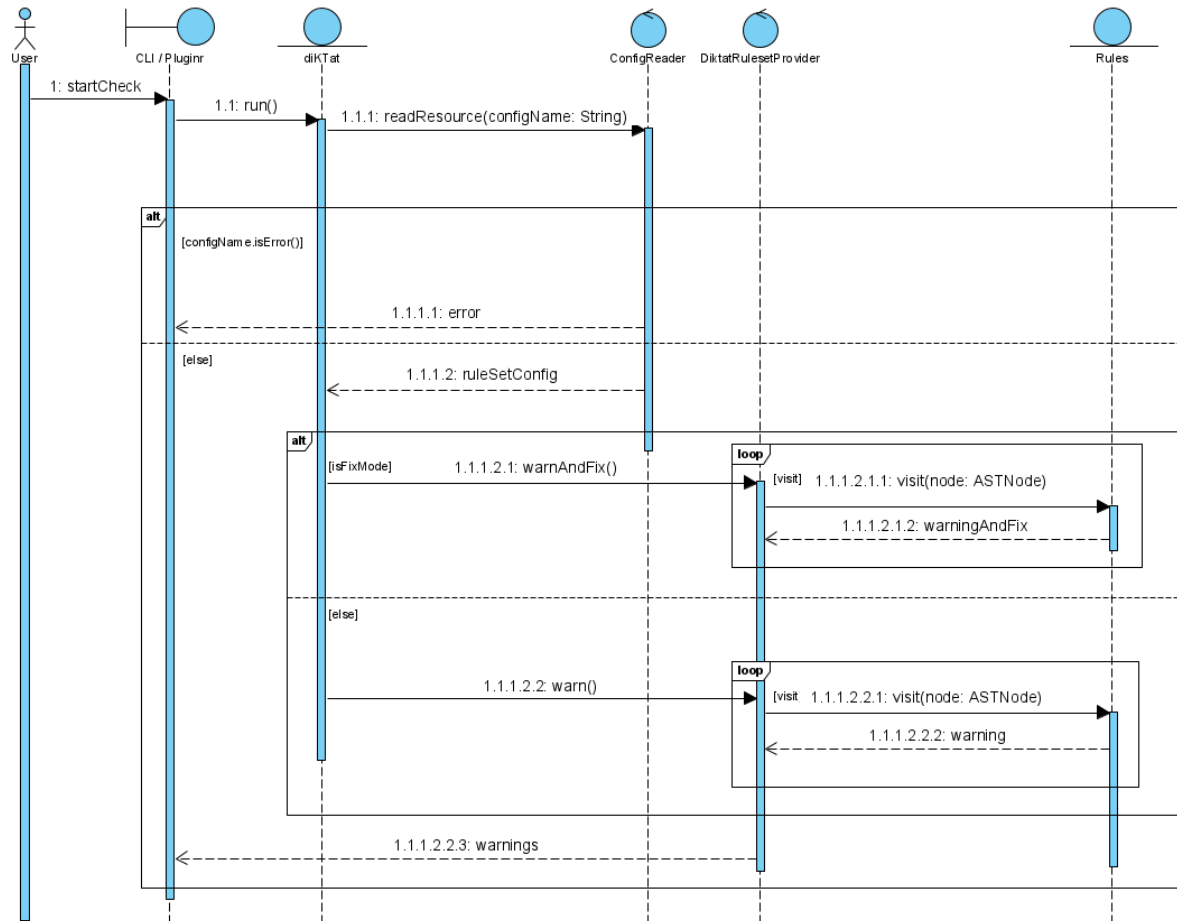 User
CLI / Pluginr
diKTat
ConfigReader
DiktatRulesetProvider
Rules
1: startCheck
1.1: run()
1.1.1: readResource(configName: String)
alt
[configName.isError()]
1.1.1.1: error
[else]
1.1.1.2: ruleSetConfig
alt
[isFixMode]
1.1.1.2.1: warnAndFix()
loop
[visit]
1.1.1.2.1.1: visit(node: ASTNode)
1.1.1.2.1.2: warningAndFix
[else]
1.1.1.2.2: warn()
loop
[visit
1.1.1.2.2.1: visit(node: ASTNode)
1.1.1.2.2.2: warning
1.1.1.2.2.3: warnings